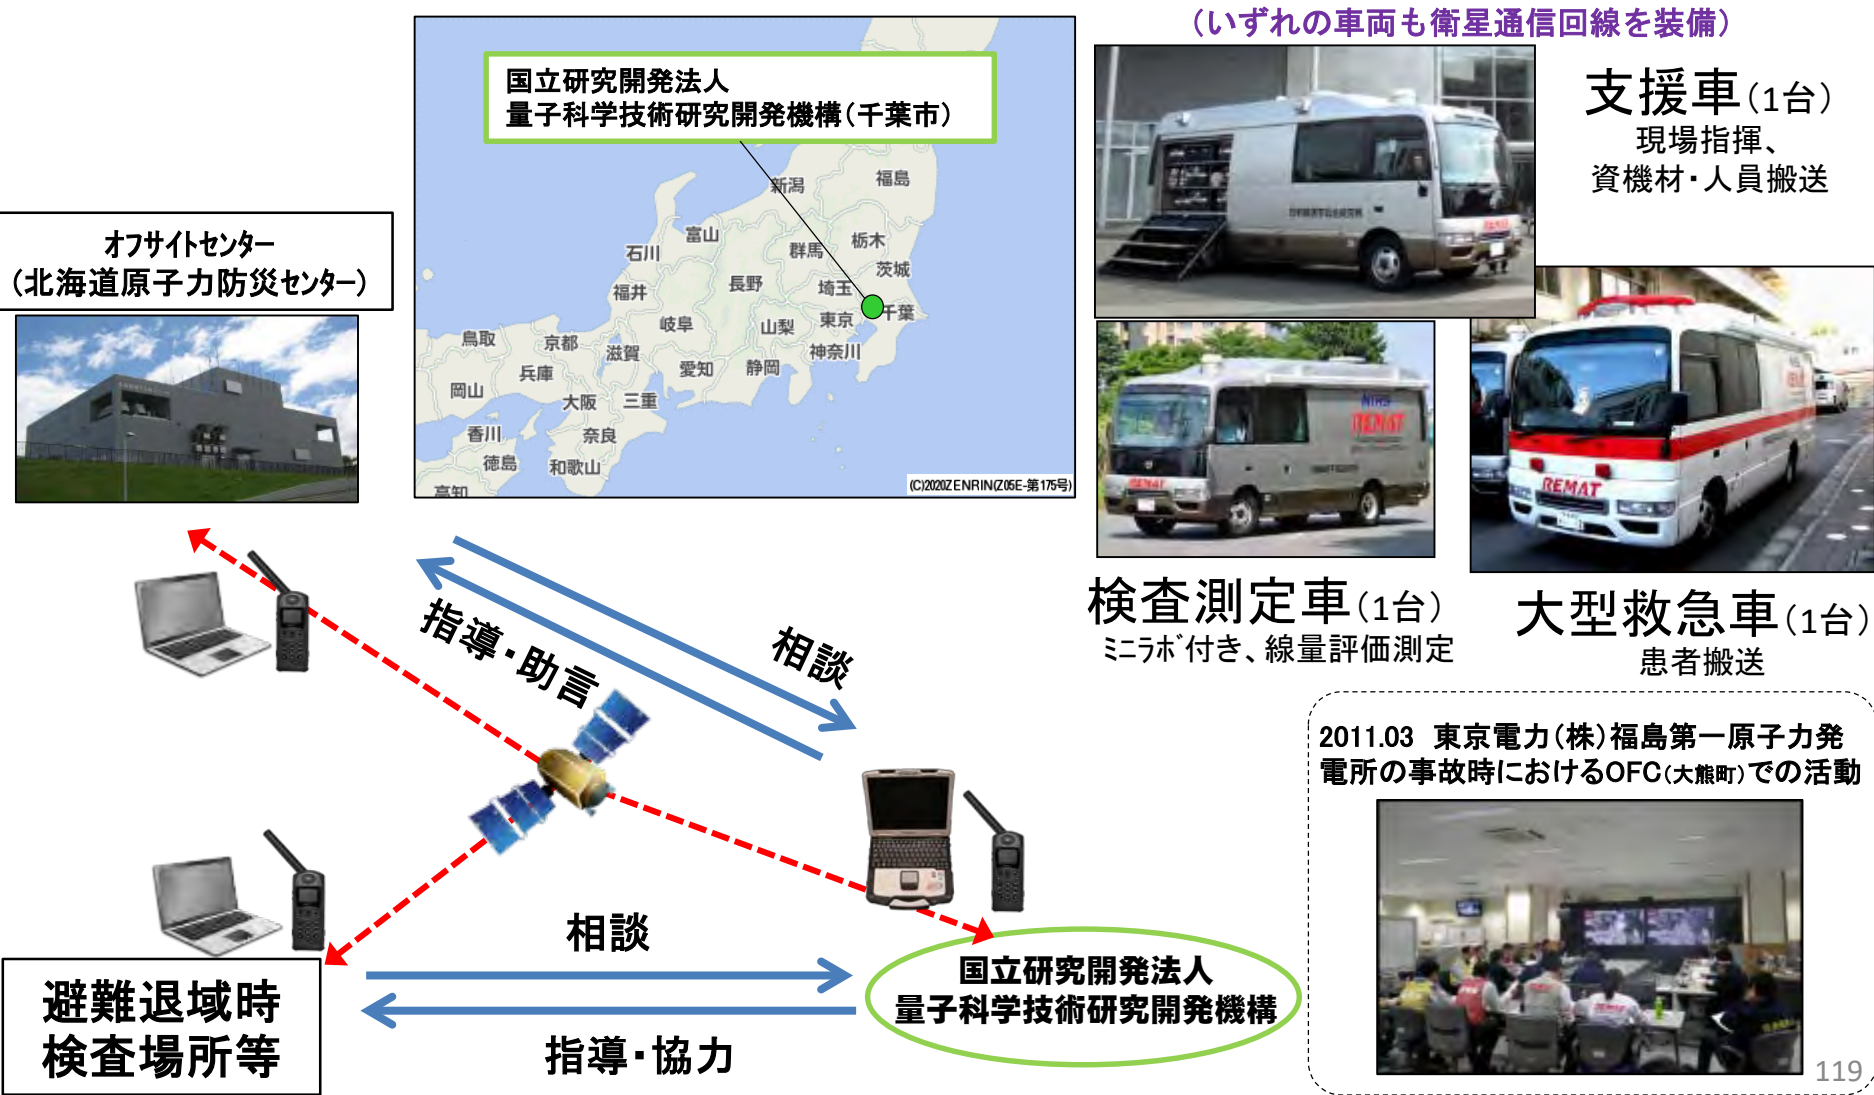 (いずれの車両も衛星通信回線を装備)
国立研究開発法人
量子科学技術研究開発機構(千葉市)
支援車(1台)
現場指揮、
資機材・人員搬送
オフサイトセンター
(北海道原子力防災センター)
新潟
福島
富山
石川
群馬
栃木
茨城
長野
埼玉
福井
千葉
岐阜
山梨
東京
鳥取
京都
滋賀
神奈川
愛知
静岡
兵庫
岡山
大阪
三重
香川
奈良
徳島
和歌山
高知
(C)2020ZENRIN(Z05E-第175号)
REMAT
NIRS
REMAT
REMAT
REMAT
REMAT
検査測定車(1台)
ミニラボ付き、線量評価測定
大型救急車(1台)
患者搬送
指導・助言
相談
2011.03 東京電力(株)福島第一原子力発
電所の事故時におけるOFC(大熊町)での活動
REMAT
相談
国立研究開発法人
量子科学技術研究開発機構
避難退域時
検査場所等
指導・協力
119